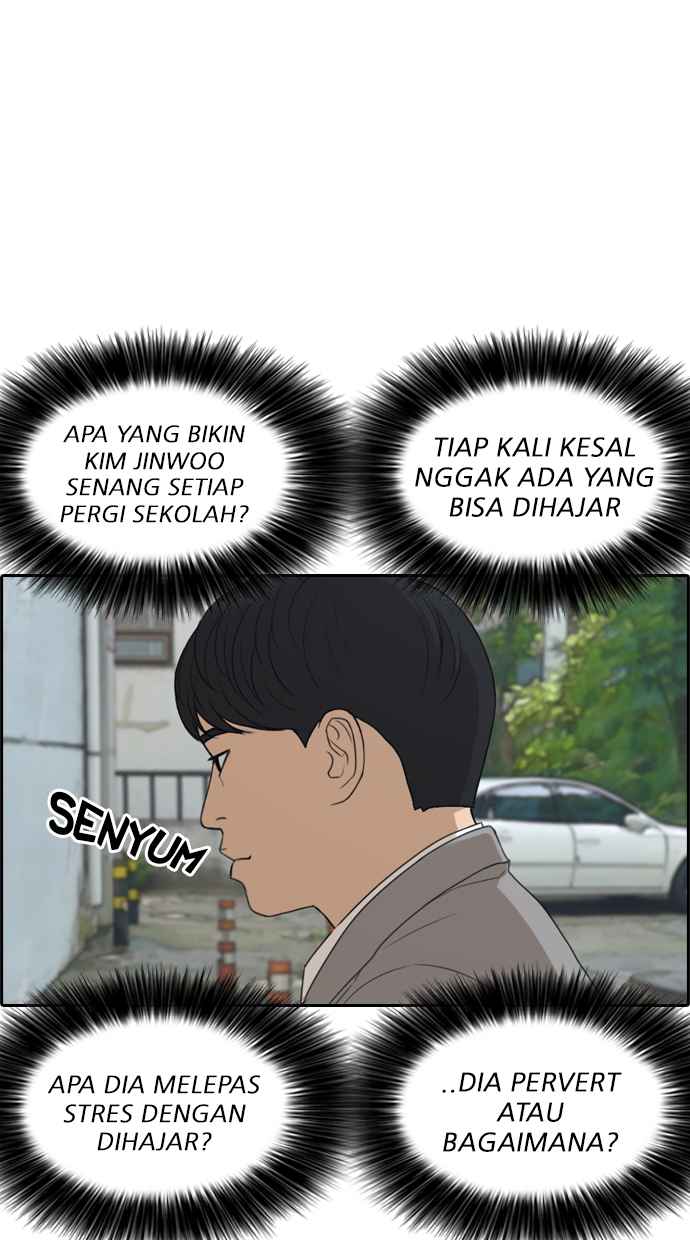 APA YANG BIKIN
KIM JINWOO
SENANG SETIAP
PERGI SEKOLAH?
TIAP KALI KESAL
NGGAK ADA YANG
BISA DIHAJAR
SENYUM
APA DIA MELEPAS
STRES DENGAN
DIHAJAR?
..DIA PERVERT
ATAU
BAGAIMANA?